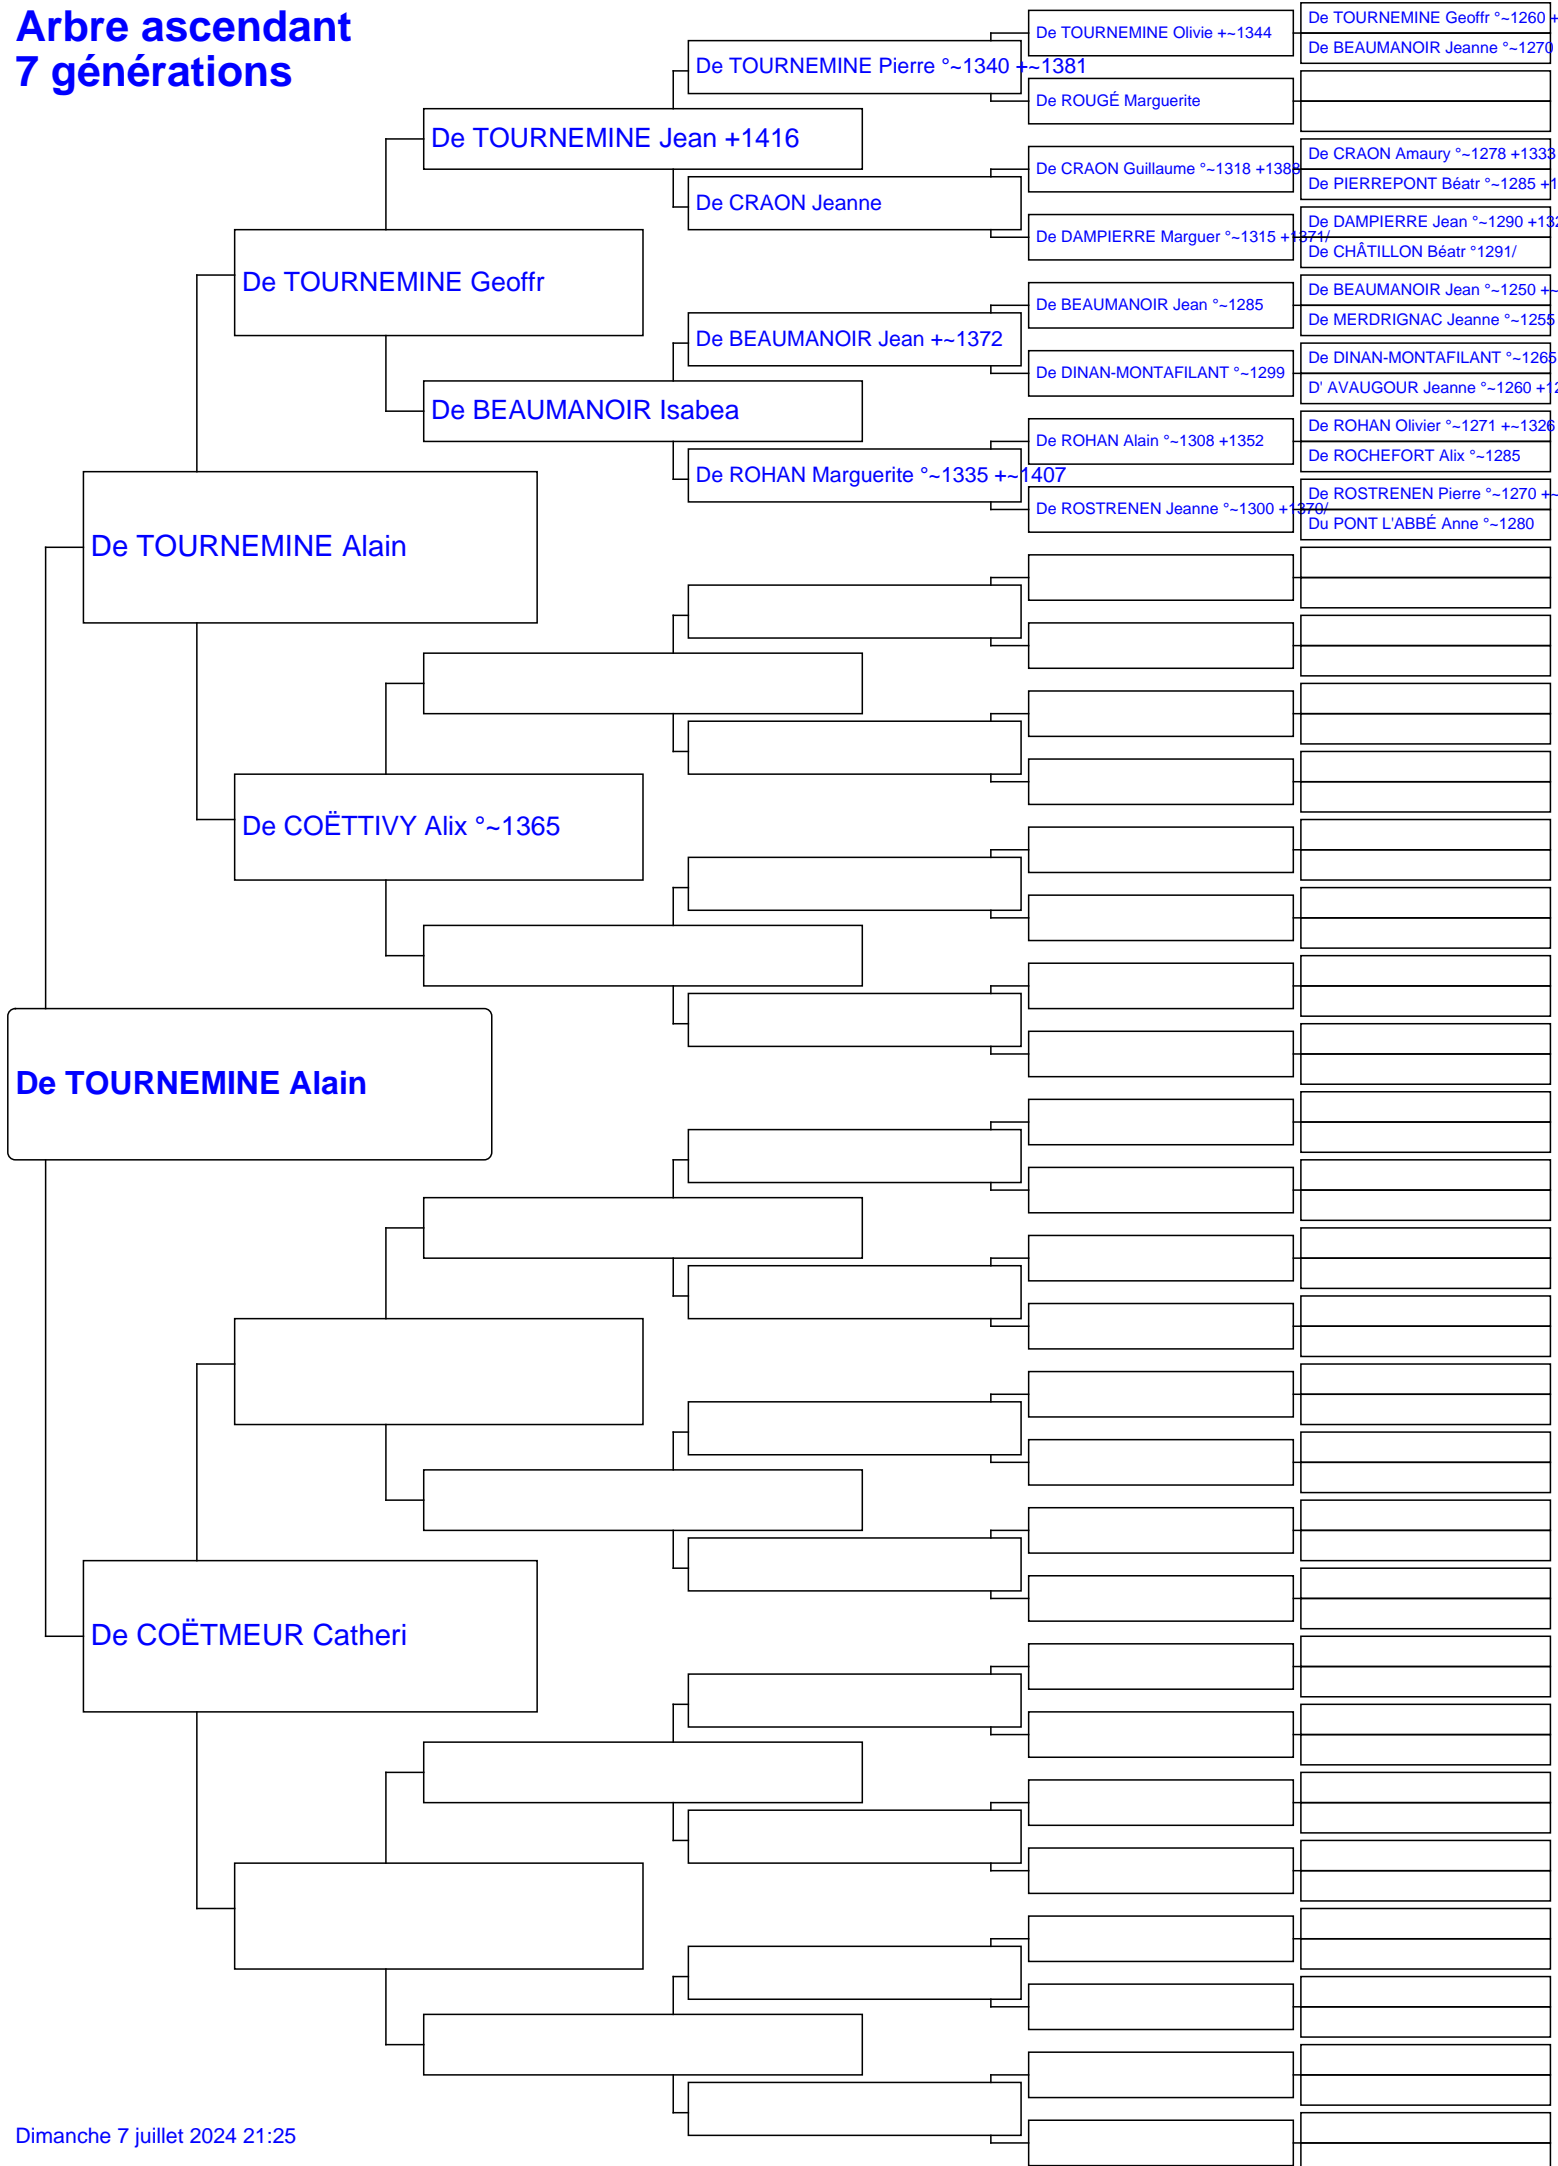 Arbre ascendant
7 générations
De TOURNEMINE Alain
De TOURNEMINE Alain
De COËTMEUR Catheri
De TOURNEMINE Geoffr
De COËTTIVY Alix °~1365
De TOURNEMINE Jean +1416
De BEAUMANOIR Isabea
De TOURNEMINE Pierre °~1340 +~1381
De CRAON Jeanne
De BEAUMANOIR Jean +~1372
De ROHAN Marguerite °~1335 +~1407
De TOURNEMINE Olivie +~1344
De ROUGÉ Marguerite
De CRAON Guillaume °~1318 +1388
De DAMPIERRE Marguer °~1315 +1371/
De BEAUMANOIR Jean °~1285
De DINAN-MONTAFILANT °~1299
De ROHAN Alain °~1308 +1352
De ROSTRENEN Jeanne °~1300 +1370/
De TOURNEMINE Geoffr °~1260 +
De BEAUMANOIR Jeanne °~1270
De CRAON Amaury °~1278 +1333
De PIERREPONT Béatr °~1285 +1
De DAMPIERRE Jean °~1290 +132
De CHÂTILLON Béatr °1291/
De BEAUMANOIR Jean °~1250 +~
De MERDRIGNAC Jeanne °~1255
De DINAN-MONTAFILANT °~1265
D' AVAUGOUR Jeanne °~1260 +12
De ROHAN Olivier °~1271 +~1326
De ROCHEFORT Alix °~1285
De ROSTRENEN Pierre °~1270 +~
Du PONT L'ABBÉ Anne °~1280
Dimanche 7 juillet 2024 21:25